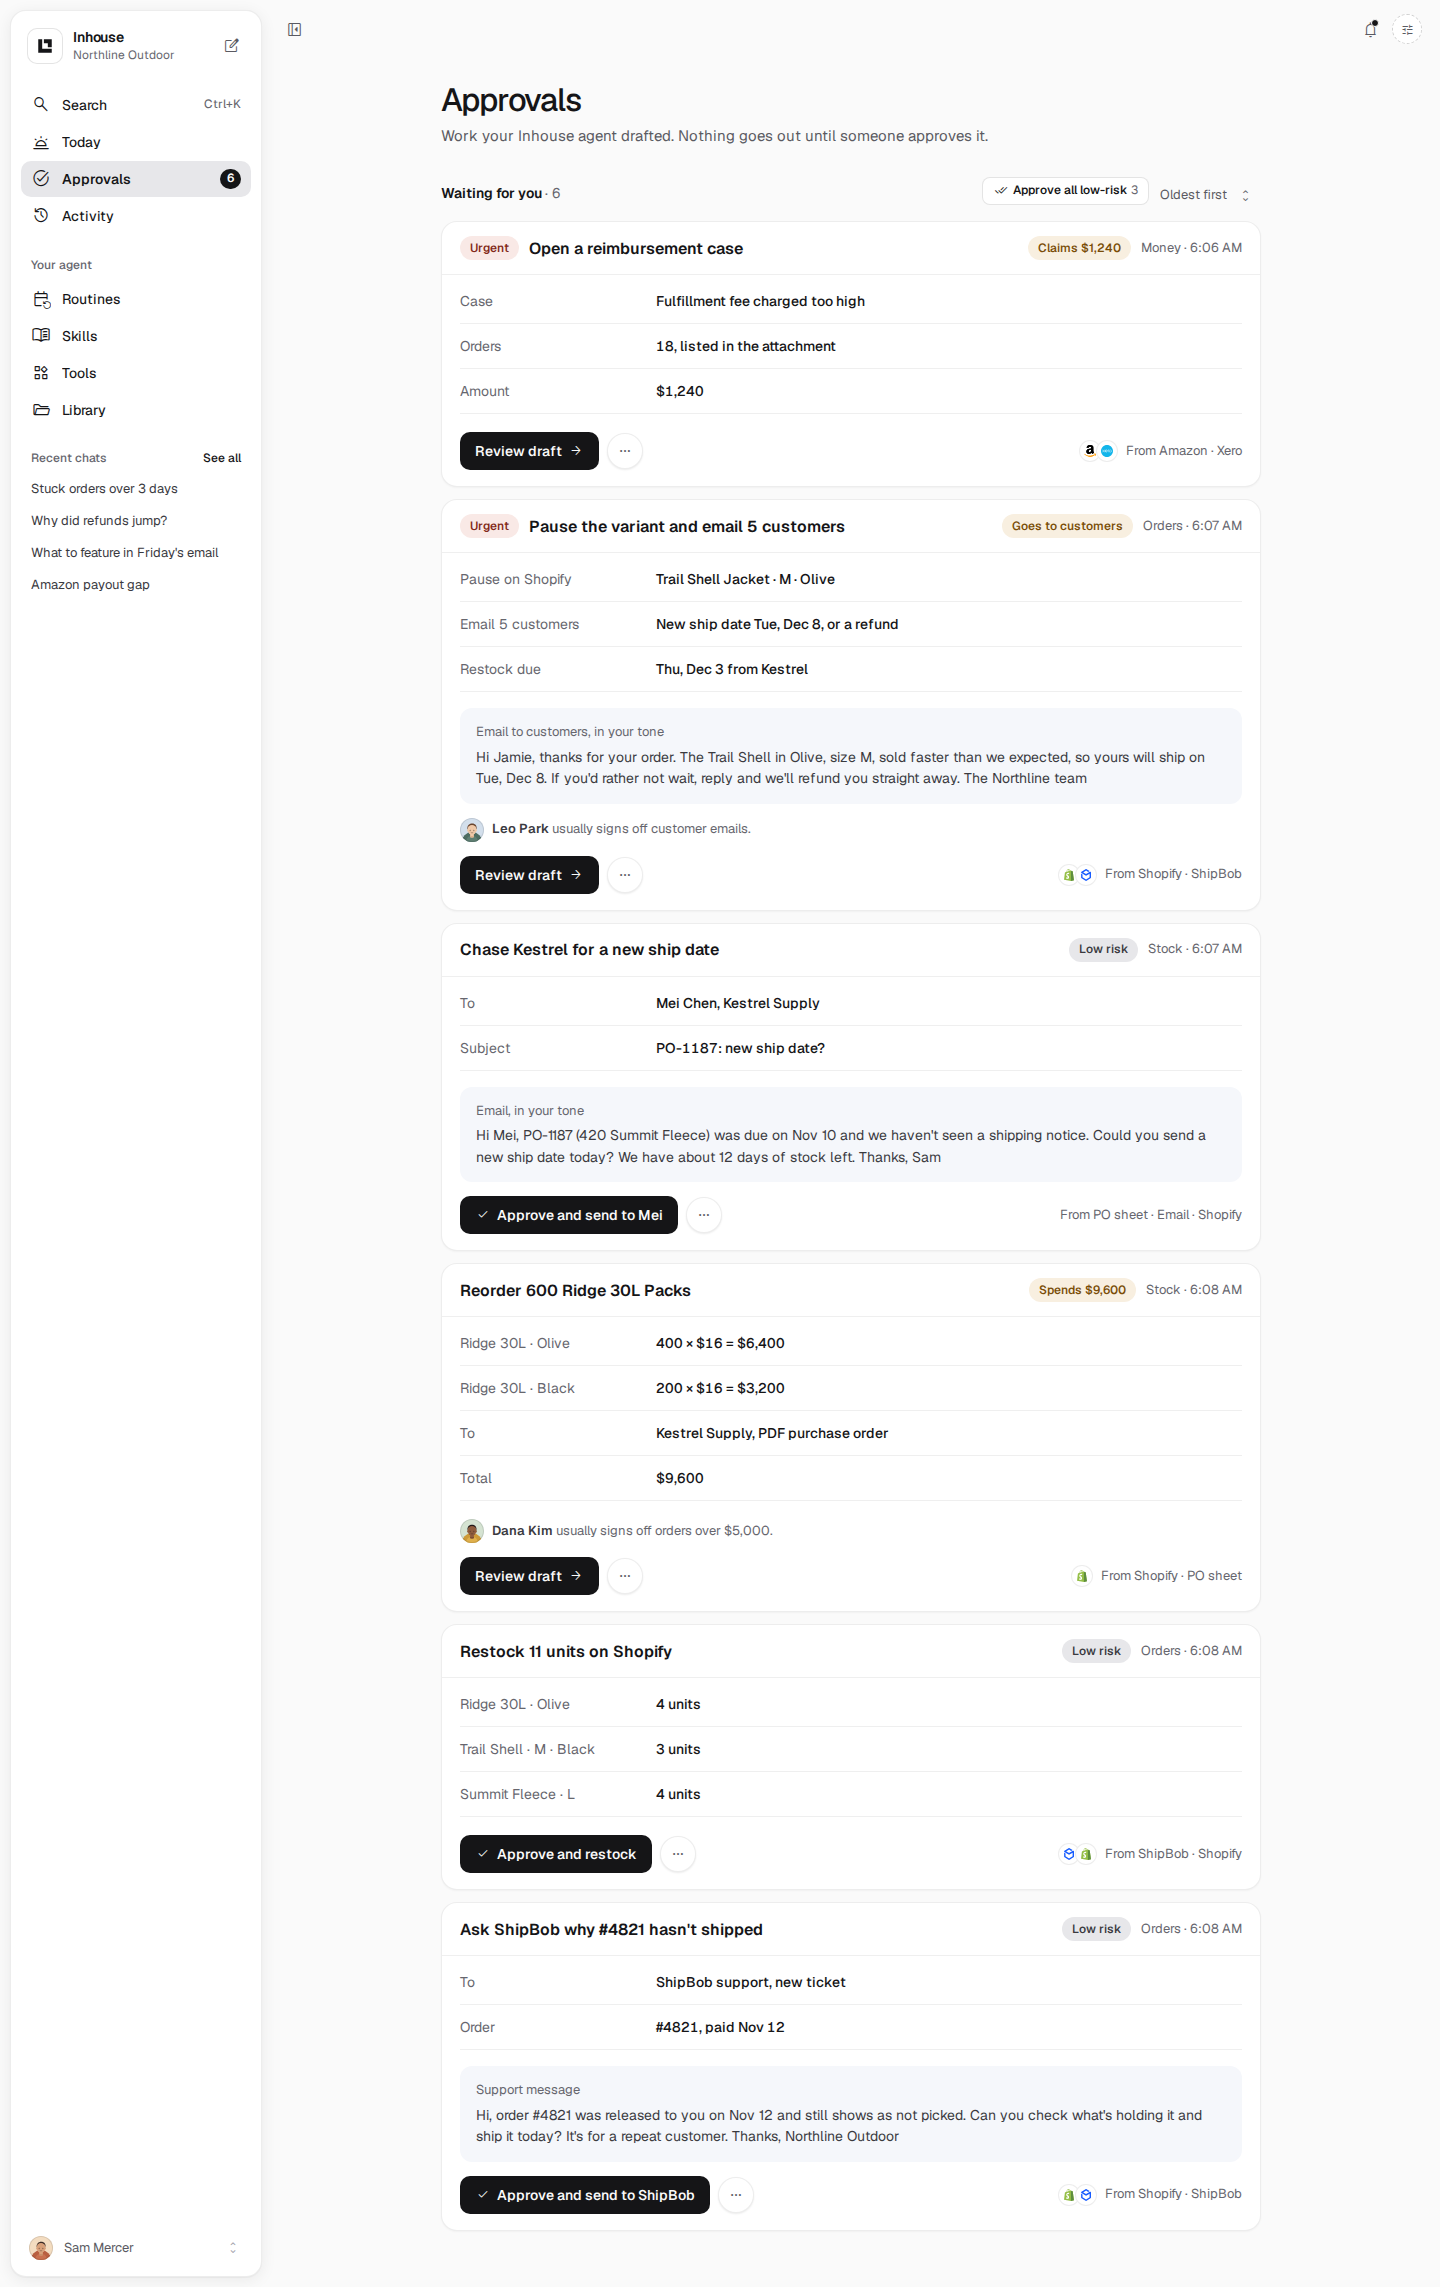 Inhouse
Northline Outdoor
Search Ctrl+K
Today
Approvals 6
Activity
Your agent
Routines
Skills
Tools
Library
Recent chats See all
Stuck orders over 3 days
Why did refunds jump?
What to feature in Friday's email
Amazon payout gap
Sam Mercer
Approvals
Work your Inhouse agent drafted. Nothing goes out until someone approves it.
Waiting for you · 6 Approve all low-risk 3 Oldest first
Urgent Open a reimbursement case Claims $1,240 Money · 6:06 AM
Case Fulfillment fee charged too high
Orders 18, listed in the attachment
Amount $1,240
Review draft From Amazon · Xero
Urgent Pause the variant and email 5 customers Goes to customers Orders · 6:07 AM
Pause on Shopify Trail Shell Jacket · M · Olive
Email 5 customers New ship date Tue, Dec 8, or a refund
Restock due Thu, Dec 3 from Kestrel
Email to customers, in your tone
Hi Jamie, thanks for your order. The Trail Shell in Olive, size M, sold faster than we expected, so yours will ship on
Tue, Dec 8. If you'd rather not wait, reply and we'll refund you straight away. The Northline team
Leo Park usually signs off customer emails.
Review draft From Shopify · ShipBob
Chase Kestrel for a new ship date Low risk Stock · 6:07 AM
To Mei Chen, Kestrel Supply
Subject PO-1187: new ship date?
Email, in your tone
Hi Mei, PO-1187 (420 Summit Fleece) was due on Nov 10 and we haven't seen a shipping notice. Could you send a
new ship date today? We have about 12 days of stock left. Thanks, Sam
Approve and send to Mei From PO sheet · Email · Shopify
Reorder 600 Ridge 30L Packs Spends $9,600 Stock · 6:08 AM
Ridge 30L · Olive 400 × $16 = $6,400
Ridge 30L · Black 200 × $16 = $3,200
To Kestrel Supply, PDF purchase order
Total $9,600
Dana Kim usually signs off orders over $5,000.
Review draft From Shopify · PO sheet
Restock 11 units on Shopify Low risk Orders · 6:08 AM
Ridge 30L · Olive 4 units
Trail Shell · M · Black 3 units
Summit Fleece · L 4 units
Approve and restock From ShipBob · Shopify
Ask ShipBob why #4821 hasn't shipped Low risk Orders · 6:08 AM
To ShipBob support, new ticket
Order #4821, paid Nov 12
Support message
Hi, order #4821 was released to you on Nov 12 and still shows as not picked. Can you check what's holding it and
ship it today? It's for a repeat customer. Thanks, Northline Outdoor
Approve and send to ShipBob From Shopify · ShipBob